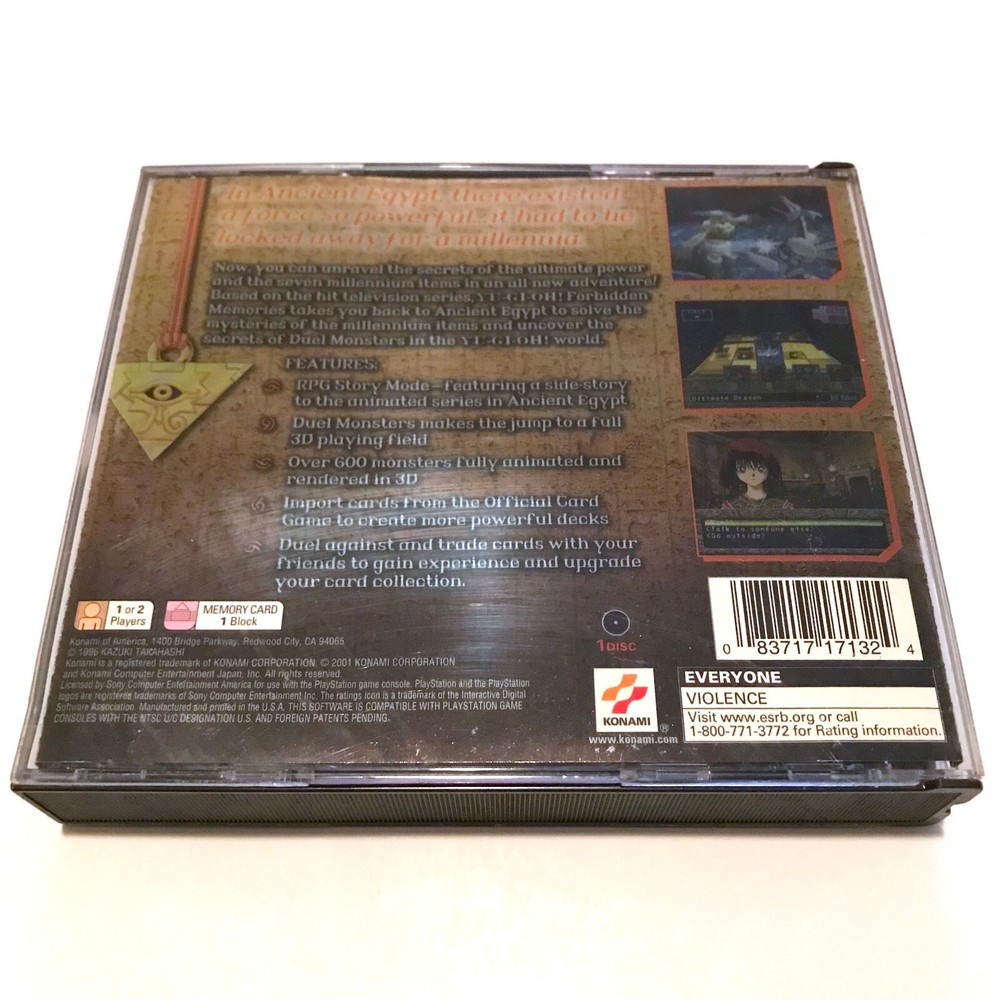 In Ancient Egypt, there existed
a force so powerful, it had to be
locked away for a millennia.
Now, you can unravel the secrets of the ultimate power
and the seven millennium items in an all-new adventure!
Based on the hit television series, YU-GI-OH! Forbidden
Memories takes you back to Ancient Egypt to solve the
mysteries of the millennium items and uncover the
secrets of Duel Monsters in the YU-GI-OH! world.
FEATURES:
RPG Story Mode—featuring a side-story
to the animated series in Ancient Egypt
Duel Monsters makes the jump to a full
3D playing field
Over 600 monsters fully animated and
rendered in 3D
Import cards from the Official Card
Game to create more powerful decks
Duel against and trade cards with your
friends to gain experience and upgrade
your card collection.
Ultimate Dragon
(Talk to someone else)
(Go outside)
1 or 2
Players
MEMORY CARD
1 Block
Konami of America, 1400 Bridge Parkway, Redwood City, CA 94065
© 1996 KAZUKI TAKAHASHI
Konami is a registered trademark of KONAMI CORPORATION. © 2001 KONAMI CORPORATION
and Konami Computer Entertainment Japan, Inc. All rights reserved.
Licensed by Sony Computer Entertainment America for use with the PlayStation game console. PlayStation and the PlayStation
logos are registered trademarks of Sony Computer Entertainment Inc. The ratings icon is a trademark of the Interactive Digital
Software Association. Manufactured and printed in the U.S.A. THIS SOFTWARE IS COMPATIBLE WITH PLAYSTATION GAME
CONSOLES WITH THE NTSC U/C DESIGNATION U.S. AND FOREIGN PATENTS PENDING.
1 DISC
KONAMI®
www.konami.com
0 83717 17132 4
EVERYONE
VIOLENCE
Visit www.esrb.org or call
1-800-771-3772 for Rating information.